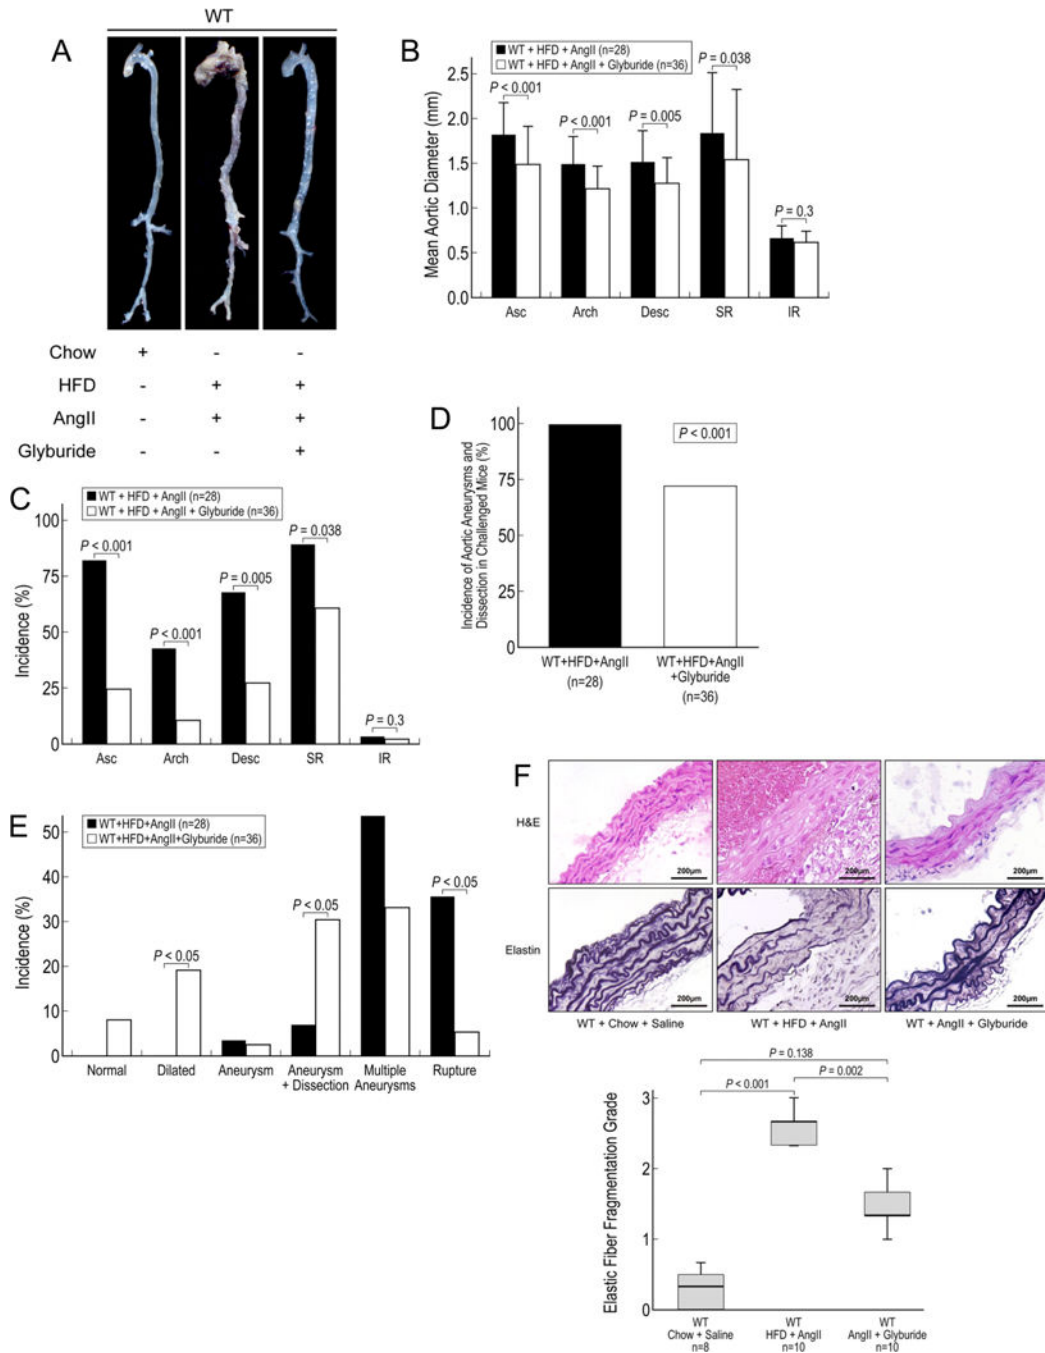 WT
A
Chow + - -
HFD - + +
AngII - + +
Glyburide - - +
B
WT + HFD + AngII (n=28)
WT + HFD + AngII + Glyburide (n=36)
Mean Aortic Diameter (mm)
2.5
2.0
1.5
1.0
0.5
0.0
P < 0.001
P < 0.001
P = 0.005
P = 0.038
P = 0.3
Asc Arch Desc SR IR
C
WT + HFD + AngII (n=28)
WT + HFD + AngII + Glyburide (n=36)
Incidence (%)
100
75
50
25
0
P < 0.001
P < 0.001
P = 0.005
P = 0.038
P = 0.3
Asc Arch Desc SR IR
D
Incidence of Aortic Aneurysms and
Dissection in Challenged Mice (%)
100
75
50
25
0
P < 0.001
WT+HFD+AngII
(n=28)
WT+HFD+AngII
+Glyburide
(n=36)
E
WT+HFD+AngII (n=28)
WT+HFD+AngII+Glyburide (n=36)
Incidence (%)
50
40
30
20
10
0
P < 0.05
P < 0.05
P < 0.05
Normal
Dilated
Aneurysm
Aneurysm
+ Dissection
Multiple
Aneurysms
Rupture
F
H&E
200μm
200μm
200μm
Elastin
200μm
200μm
200μm
WT + Chow + Saline
WT + HFD + AngII
WT + AngII + Glyburide
P = 0.138
P < 0.001
P = 0.002
Elastic Fiber Fragmentation Grade
3
2
1
0
WT
Chow + Saline
n=8
WT
HFD + AngII
n=10
WT
AngII + Glyburide
n=10